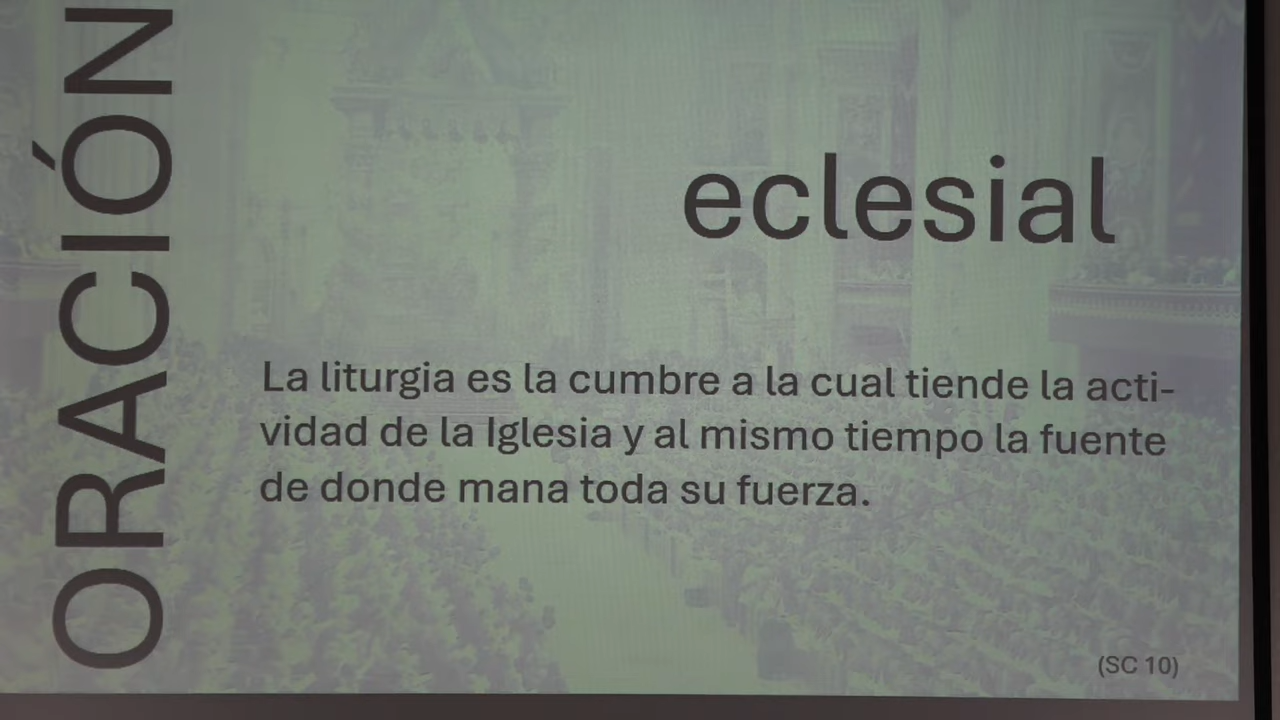 ORACIÓN
eclesial
La liturgia es la cumbre a la cual tiende la acti-
vidad de la Iglesia y al mismo tiempo la fuente
de donde mana toda su fuerza.
(SC 10)